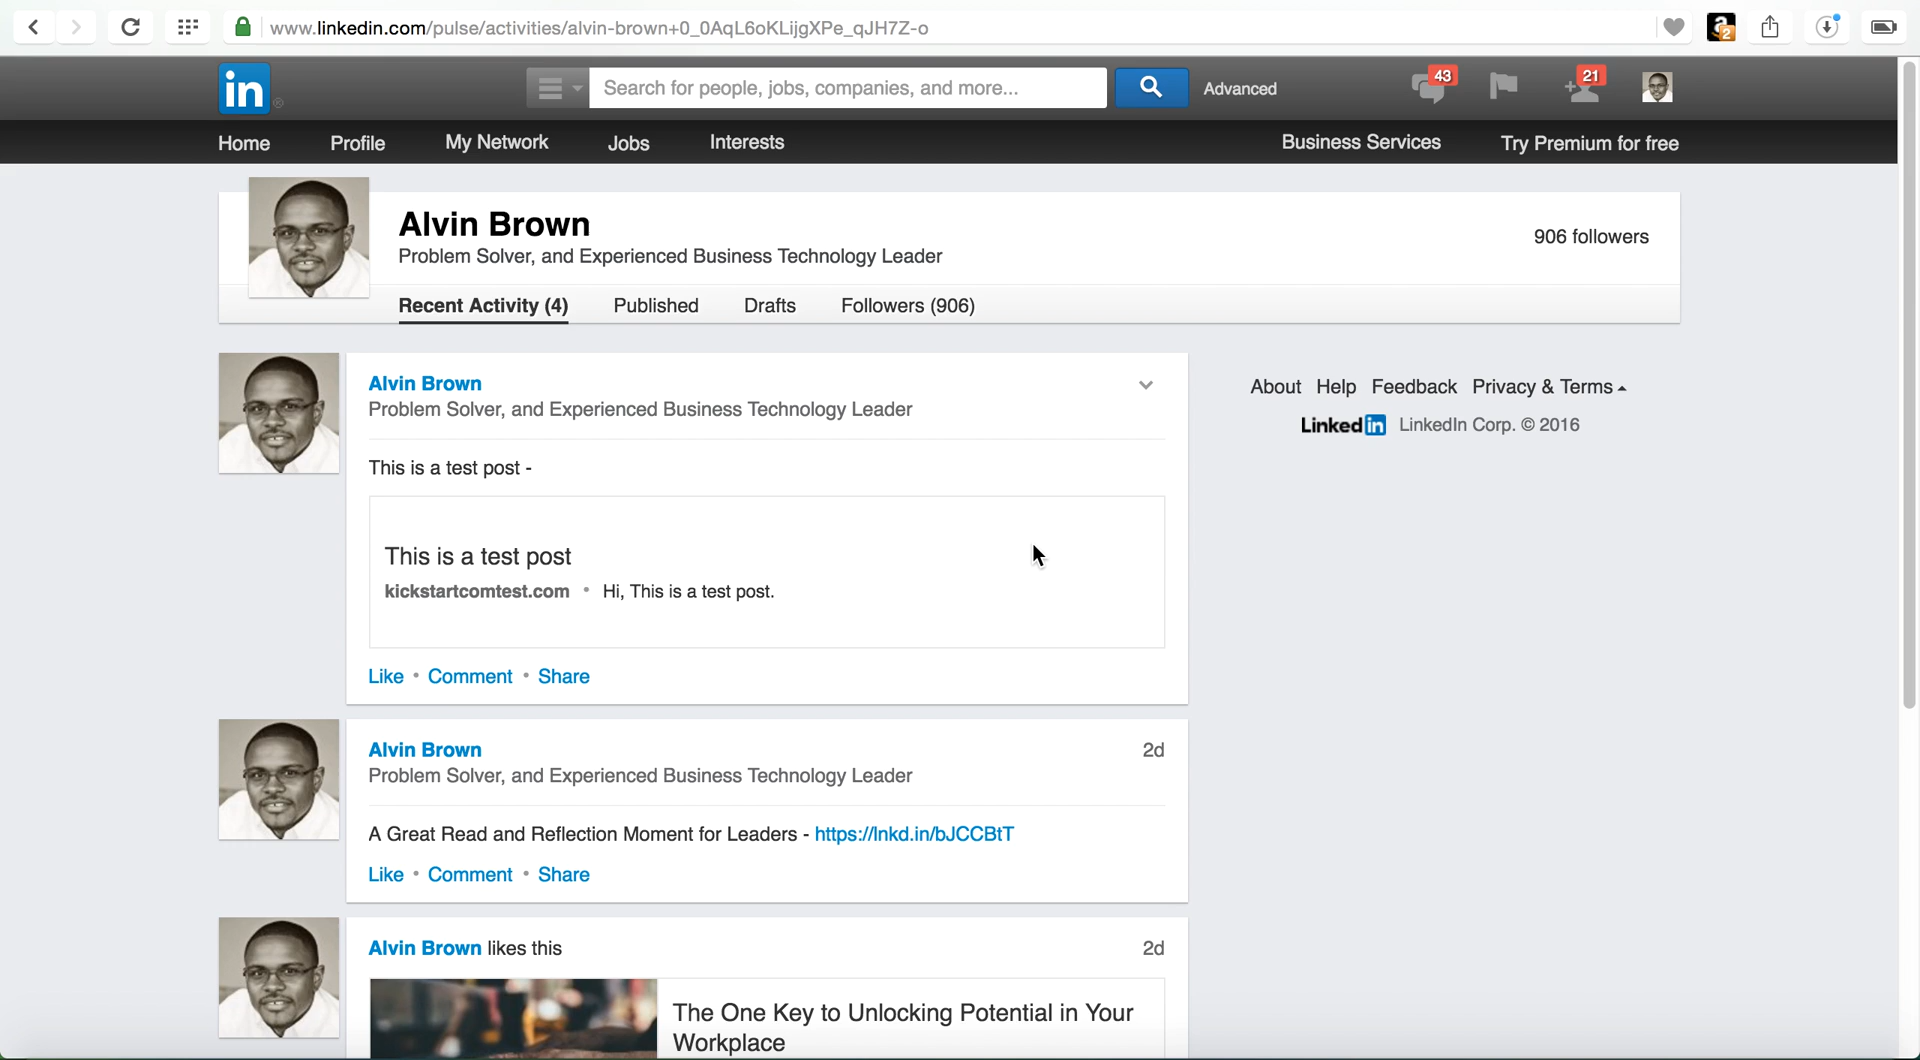 www.linkedin.com/pulse/activities/alvin-brown+0_0AqL6oKLijgXPe_qJH7Z-o
2
in
Search for people, jobs, companies, and more...
Advanced
43
21
Home Profile My Network Jobs Interests Business Services Try Premium for free
Alvin Brown
Problem Solver, and Experienced Business Technology Leader
906 followers
Recent Activity (4) Published Drafts Followers (906)
Alvin Brown
Problem Solver, and Experienced Business Technology Leader
This is a test post -
This is a test post
kickstartcomtest.com • Hi, This is a test post.
Like • Comment • Share
About Help Feedback Privacy & Terms
Linked in LinkedIn Corp. © 2016
Alvin Brown 2d
Problem Solver, and Experienced Business Technology Leader
A Great Read and Reflection Moment for Leaders - https://lnkd.in/bJCCBtT
Like • Comment • Share
Alvin Brown likes this 2d
The One Key to Unlocking Potential in Your
Workplace